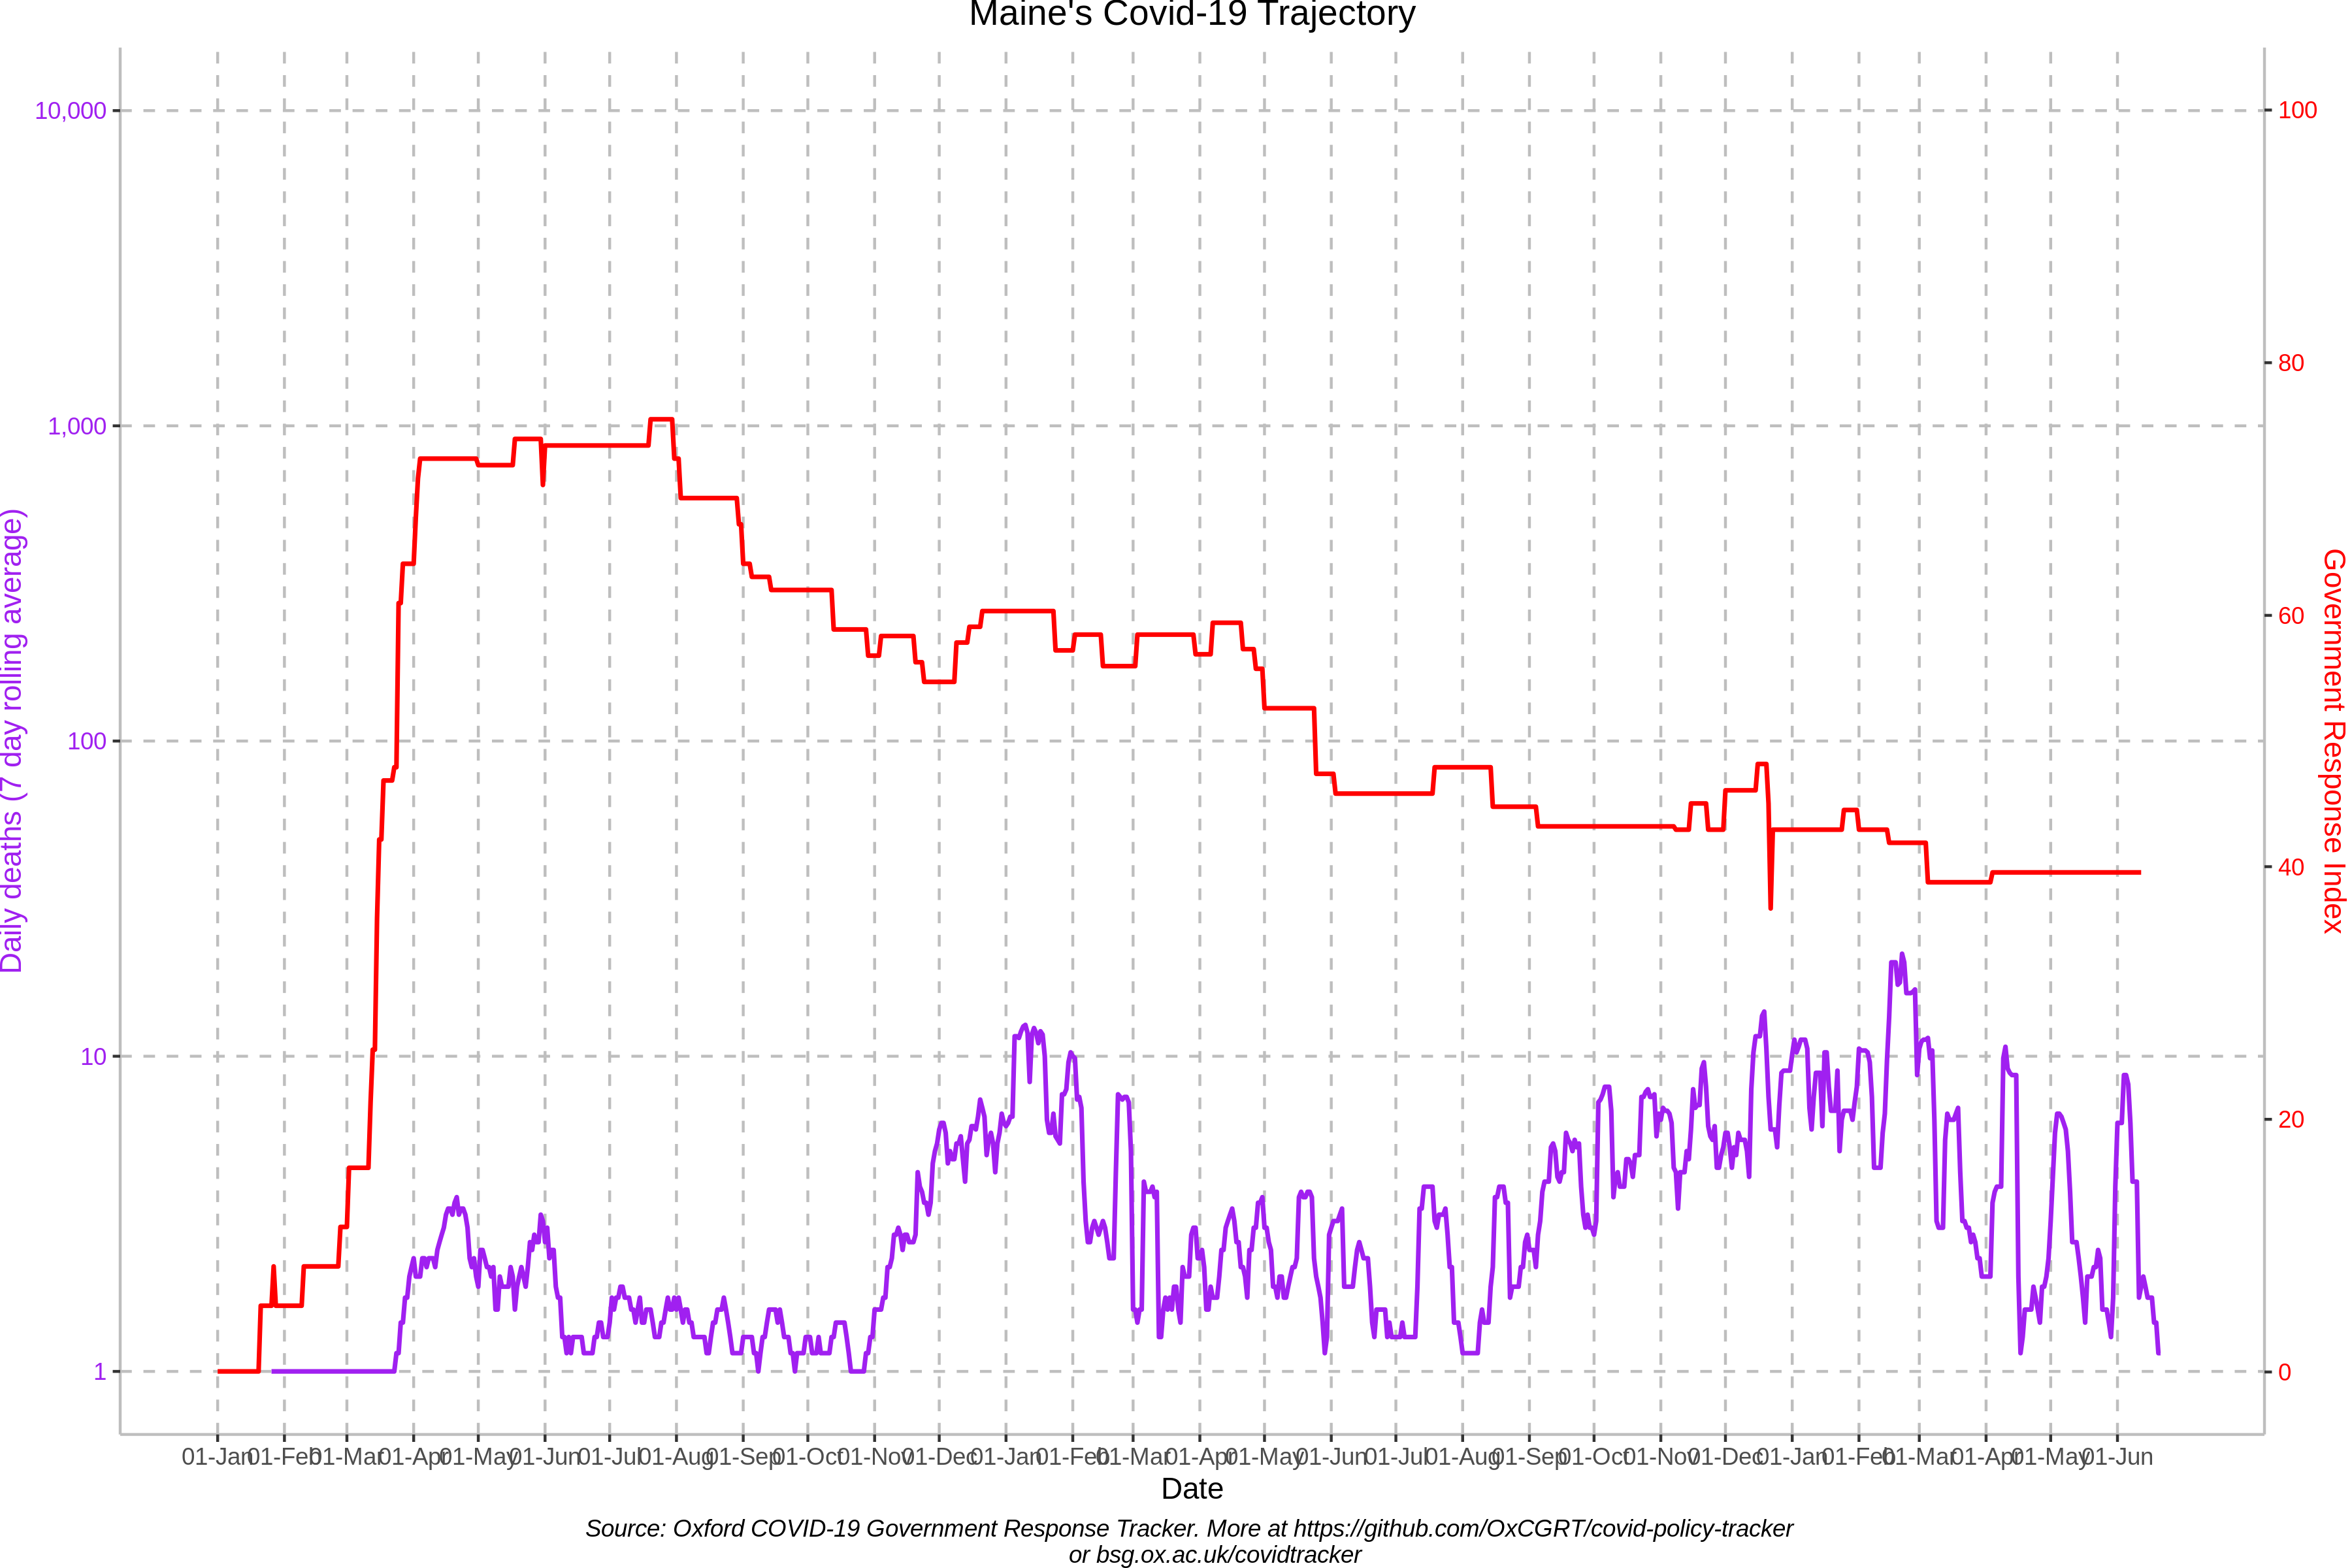 Maine's Covid-19 Trajectory
10,000
1,000
100
10
1
Daily deaths (7 day rolling average)
100
80
60
40
20
0
Government Response Index
01-Jan 01-Feb 01-Mar 01-Apr 01-May 01-Jun 01-Jul 01-Aug 01-Sep 01-Oct 01-Nov 01-Dec 01-Jan 01-Feb 01-Mar 01-Apr 01-May 01-Jun 01-Jul 01-Aug 01-Sep 01-Oct 01-Nov 01-Dec 01-Jan 01-Feb 01-Mar 01-Apr 01-May 01-Jun
Date
Source: Oxford COVID-19 Government Response Tracker. More at https://github.com/OxCGRT/covid-policy-tracker
or bsg.ox.ac.uk/covidtracker